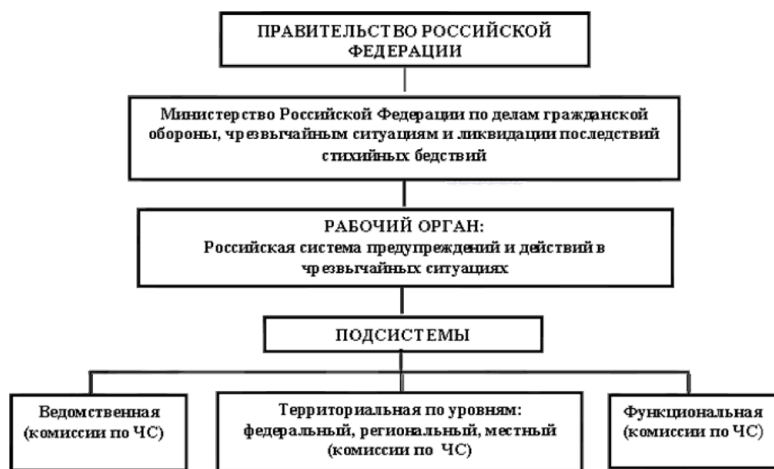 ПРАВИТЕЛЬСТВО РОССИЙСКОЙ
ФЕДЕРАЦИИ
Министерство Российской Федерации по делам гражданской
обороны, чрезвычайным ситуациям и ликвидации последствий
стихийных бедствий
РАБОЧИЙ ОРГАН:
Российская система предупреждений и действий в
чрезвычайных ситуациях
ПОДСИСТЕМЫ
Ведомственная
(комиссии по ЧС)
Территориальная по уровням:
федеральный, региональный, местный
(комиссии по ЧС)
Функциональная
(комиссии по ЧС)